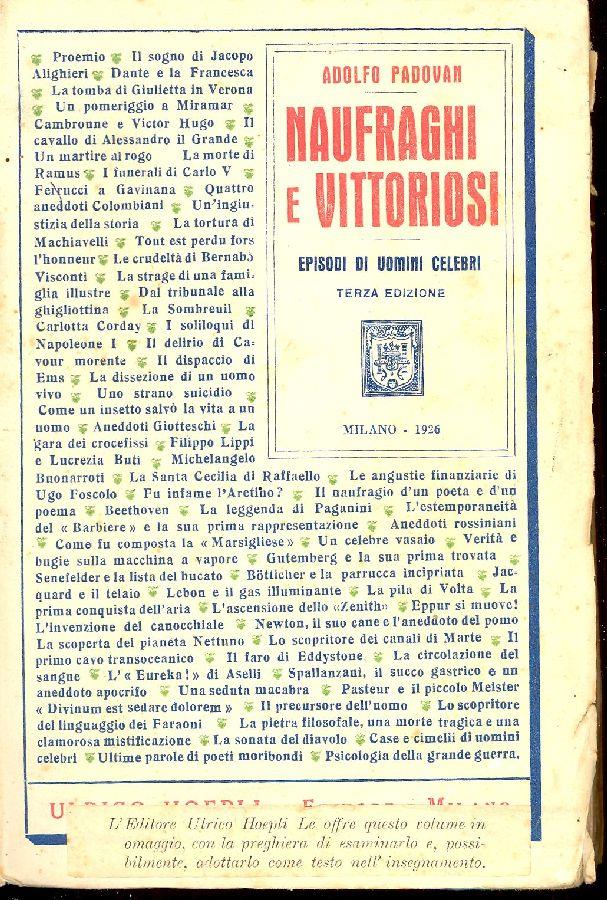 Proemio Il sogno di Jacopo
Alighieri Dante e la Francesca
La tomba di Giulietta in Verona
Un pomeriggio a Miramar
Cambronne e Victor Hugo Il
cavallo di Alessandro il Grande
Un martire al rogo La morte di
Ramus I funerali di Carlo V
Ferrucci a Gavinana Quattro
aneddoti Colombiani Un'ingiu-
stizia della storia La tortura di
Machiavelli Tout est perdu fors
l'honneur Le crudeltà di Bernabò
Visconti La strage di una fami-
glia illustre Dal tribunale alla
ghigliottina La Sombreuil
Carlotta Corday I soliloqui di
Napoleone I Il delirio di Ca-
vour morente Il dispaccio di
Ems La dissezione di un uomo
vivo Uno strano suicidio
Come un insetto salvò la vita a un
uomo Aneddoti Giotteschi La
gara dei crocefissi Filippo Lippi
e Lucrezia Buti Michelangelo
Buonarroti La Santa Cecilia di Raffaello Le angustie finanziarie di
Ugo Foscolo Fu infame l'Aretino? Il naufragio d'un poeta e d'un
poema Beethoven La leggenda di Paganini L'estemporaneità
del « Barbiere » e la sua prima rappresentazione Aneddoti rossiniani
Come fu composta la « Marsigliese » Un celebre vasaio Verità e
bugie sulla macchina a vapore Gutemberg e la sua prima trovata
Senefelder e la lista del bucato Bötticher e la parrucca incipriata Jac-
quard e il telaio Lebon e il gas illuminante La pila di Volta La
prima conquista dell'aria L'ascensione dello «Zenith» Eppur si muove!
L'invenzione del canocchiale Newton, il suo cane e l'aneddoto del pomo
La scoperta del pianeta Nettuno Lo scopritore dei canali di Marte Il
primo cavo transoceanico Il faro di Eddystone La circolazione del
sangue L'« Eureka! » di Aselli Spallanzani, il succo gastrico e un
aneddoto apocrifo Una seduta macabra Pasteur e il piccolo Meister
« Divinum est sedare dolorem » Il precursore dell'uomo Lo scopritore
del linguaggio dei Faraoni La pietra filosofale, una morte tragica e una
clamorosa mistificazione La sonata del diavolo Case e cimelii di uomini
celebri Ultime parole di poeti moribondi Psicologia della grande guerra.
ADOLFO PADOVAN
NAUFRAGHI
E VITTORIOSI
EPISODI DI UOMINI CELEBRI
TERZA EDIZIONE
MILANO - 1926
ULRICO HOEPLI - EDITORE - MILANO
L'Editore Ulrico Hoepli Le offre questo volume in
omaggio, con la preghiera di esaminarlo e, possi-
bilmente, adottarlo come testo nell'insegnamento.